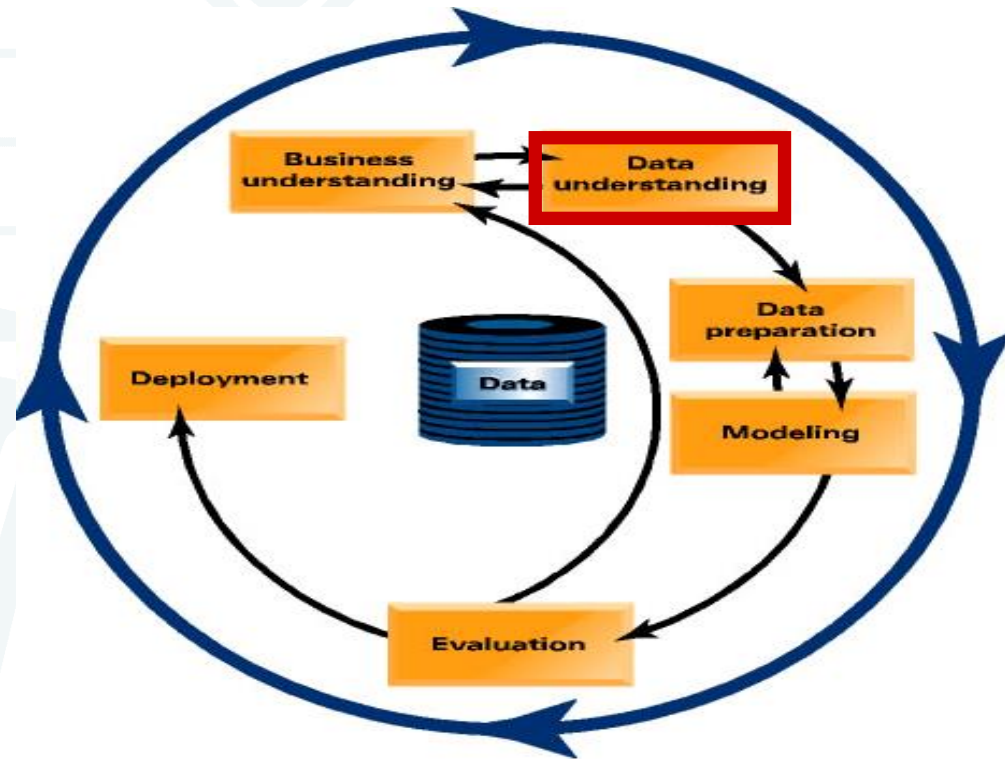 Business
understanding
Data
understanding
Data
preparation
Deployment
Data
Modeling
Evaluation